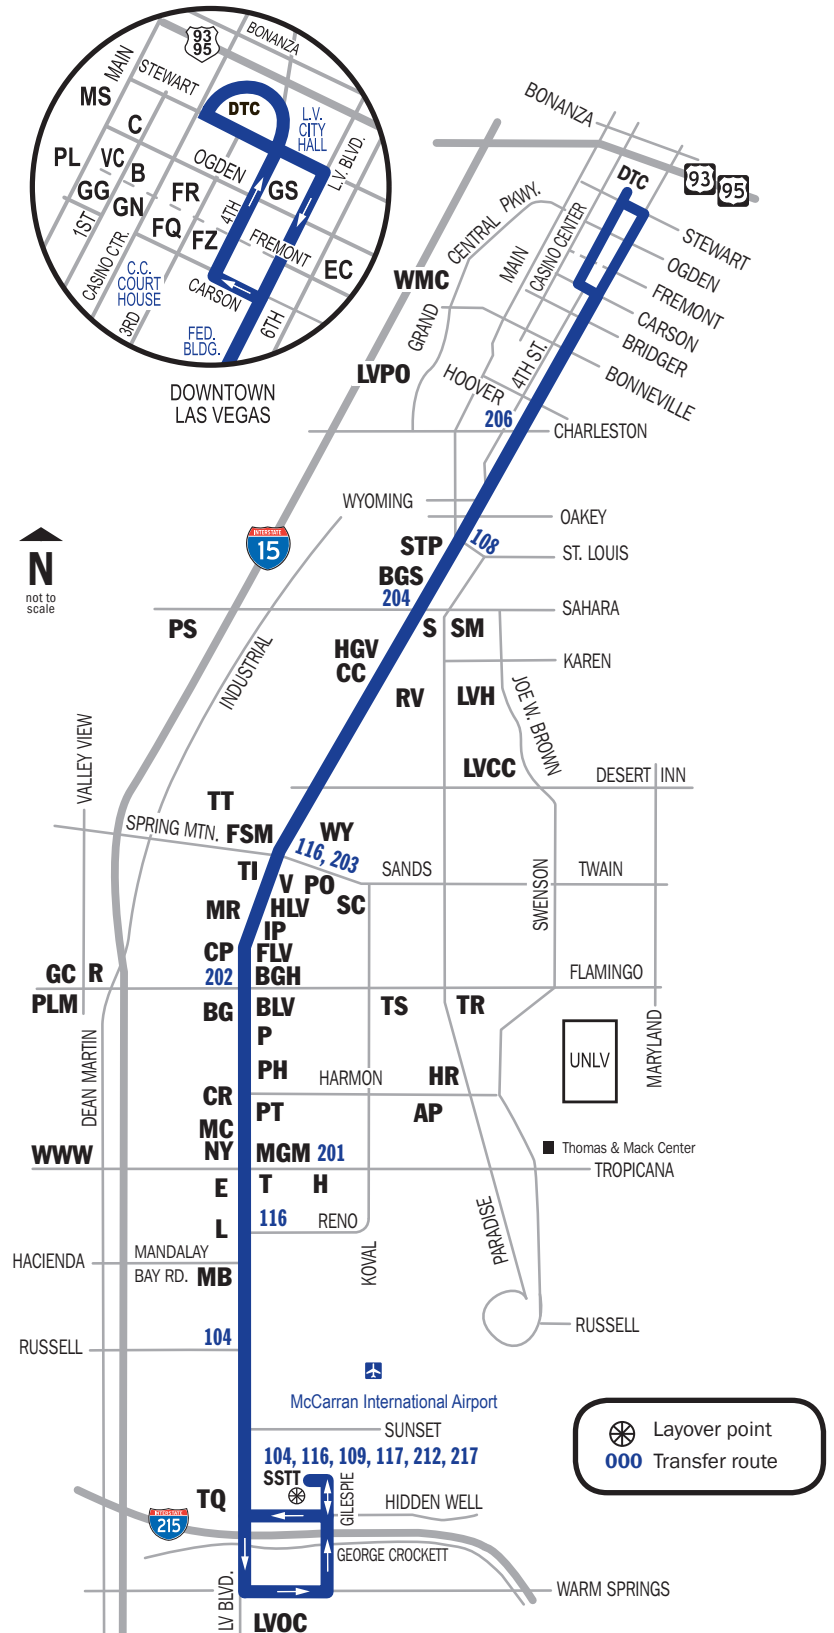 93
95
BONANZA
MAIN
STEWART
MS
DTC
L.V.
CITY
HALL
C
PL
VC
B
OGDEN
L.V. BLVD.
GG
FR
GS
GN
4TH
1ST
FQ
FZ
FREMONT
CASINO CTR.
EC
C.C.
COURT
HOUSE
CARSON
3RD
FED.
BLDG.
6TH
DOWNTOWN
LAS VEGAS
BONANZA
DTC
93
95
CENTRAL PKWY.
GRAND
MAIN
CASINO CENTER
STEWART
OGDEN
FREMONT
CARSON
BRIDGER
BONNEVILLE
WMC
LVPO
HOOVER
4TH ST.
206
CHARLESTON
WYOMING
OAKEY
INTERSTATE
15
N
not to
scale
STP
108
ST. LOUIS
BGS
204
SAHARA
PS
S
SM
INDUSTRIAL
HGV
CC
KAREN
RV
LVH
JOE W. BROWN
VALLEY VIEW
LVCC
DESERT INN
TT
SPRING MTN.
FSM
WY
116, 203
TI
V
PO
SANDS
TWAIN
SWENSON
MR
HLV
SC
IP
CP
FLV
GC
R
202
BGH
FLAMINGO
PLM
BG
BLV
TS
TR
P
DEAN MARTIN
PH
HARMON
HR
UNLV
MARYLAND
CR
PT
AP
MC
NY
MGM
201
WWW
Thomas & Mack Center
TROPICANA
E
T
H
L
116
RENO
PARADISE
KOVAL
HACIENDA
MANDALAY
BAY RD.
MB
RUSSELL
104
RUSSELL
McCarran International Airport
SUNSET
104, 116, 109, 117, 212, 217
SSTT
GILESPIE
TQ
HIDDEN WELL
INTERSTATE
215
GEORGE CROCKETT
LV BLVD.
WARM SPRINGS
LVOC
Layover point
000 Transfer route